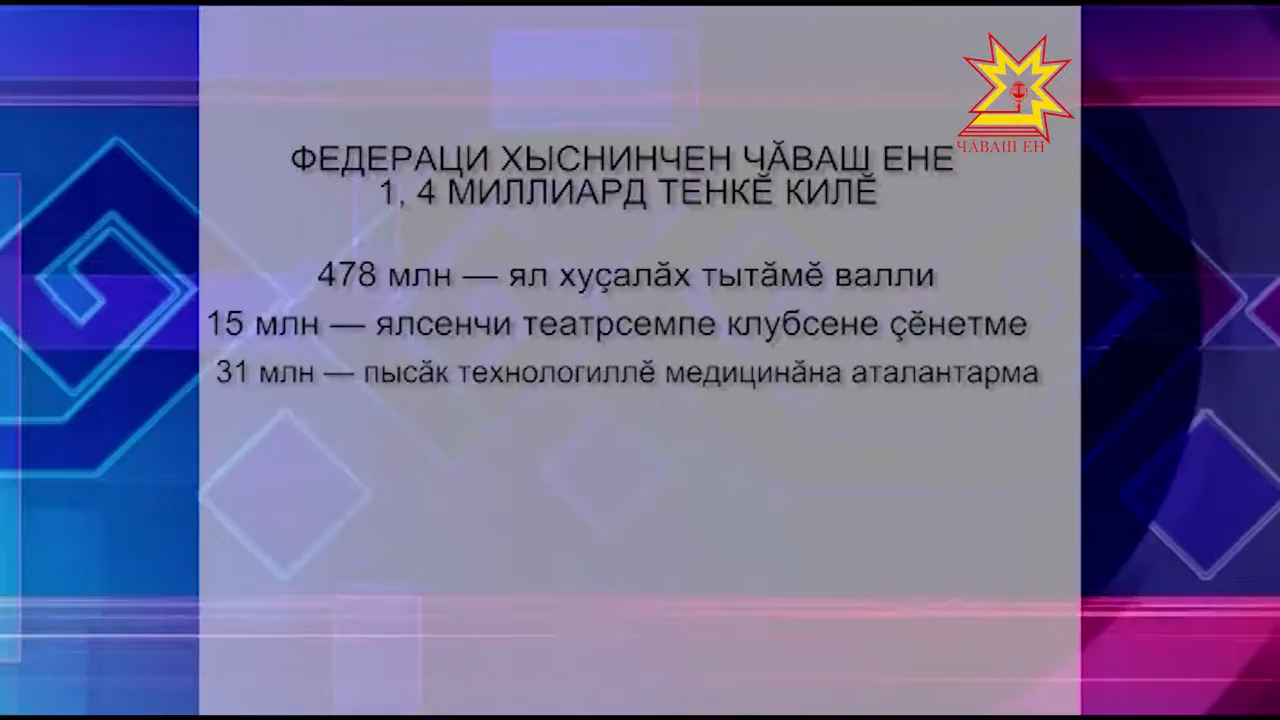 ЧӐВАШ ЕН
ФЕДЕРАЦИ ХЫСНИНЧЕН ЧӐВАШ ЕНЕ
1, 4 МИЛЛИАРД ТЕНКӖ КИЛӖ
478 млн — ял хуҫалӑх тытӑмӗ валли
15 млн — ялсенчи театрсемпе клубсене ҫӗнетме
31 млн — пысӑк технологиллӗ медицинӑна аталантарма